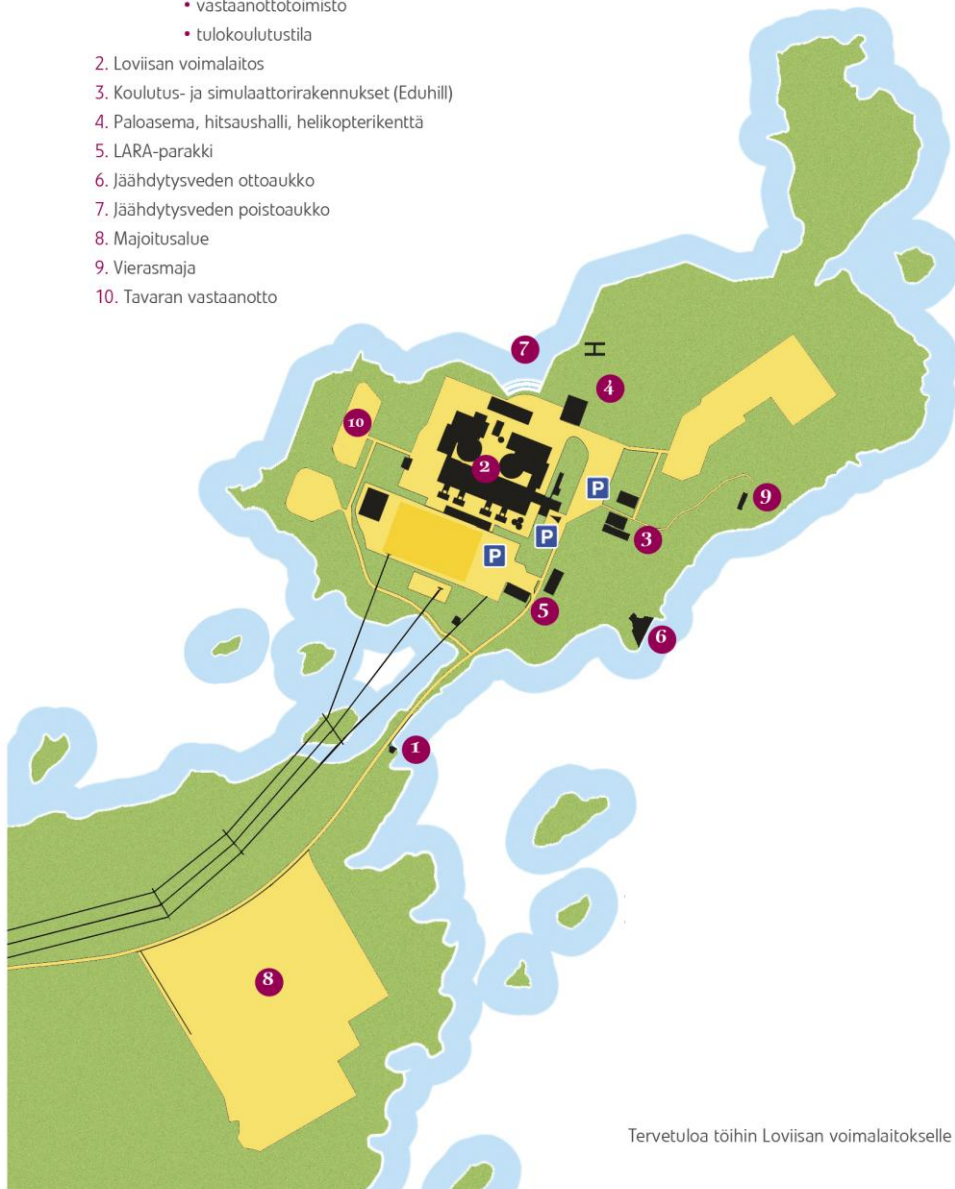 • vastaanottotoimisto
• tulokoulutustila
2. Loviisan voimalaitos
3. Koulutus- ja simulaattorirakennukset (Eduhill)
4. Paloasema, hitsaushalli, helikopterikenttä
5. LARA-parakki
6. Jäähdytysveden ottoaukko
7. Jäähdytysveden poistoaukko
8. Majoitusalue
9. Vierasmaja
10. Tavaran vastaanotto
7
H
4
10
2
P
9
P
3
P
5
6
1
8
Tervetuloa töihin Loviisan voimalaitokselle